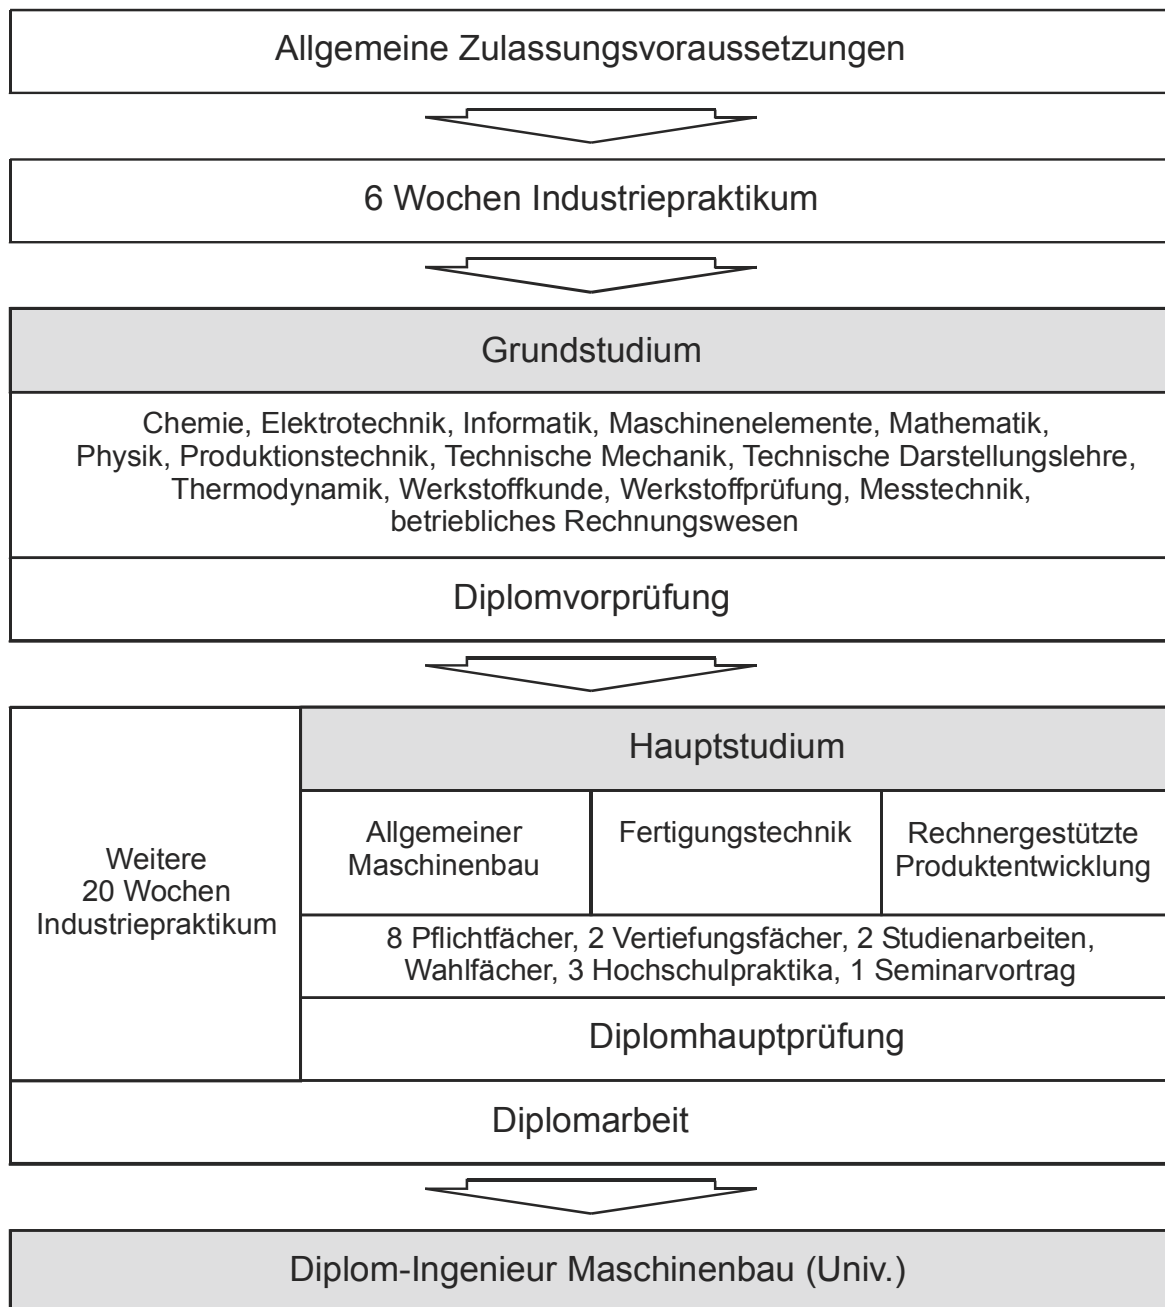 Allgemeine Zulassungsvoraussetzungen
6 Wochen Industriepraktikum
Grundstudium
Chemie, Elektrotechnik, Informatik, Maschinenelemente, Mathematik,
Physik, Produktionstechnik, Technische Mechanik, Technische Darstellungslehre,
Thermodynamik, Werkstoffkunde, Werkstoffprüfung, Messtechnik,
betriebliches Rechnungswesen
Diplomvorprüfung
Weitere
20 Wochen
Industriepraktikum
Hauptstudium
Allgemeiner
Maschinenbau
Fertigungstechnik
Rechnergestützte
Produktentwicklung
8 Pflichtfächer, 2 Vertiefungsfächer, 2 Studienarbeiten,
Wahlfächer, 3 Hochschulpraktika, 1 Seminarvortrag
Diplomhauptprüfung
Diplomarbeit
Diplom-Ingenieur Maschinenbau (Univ.)